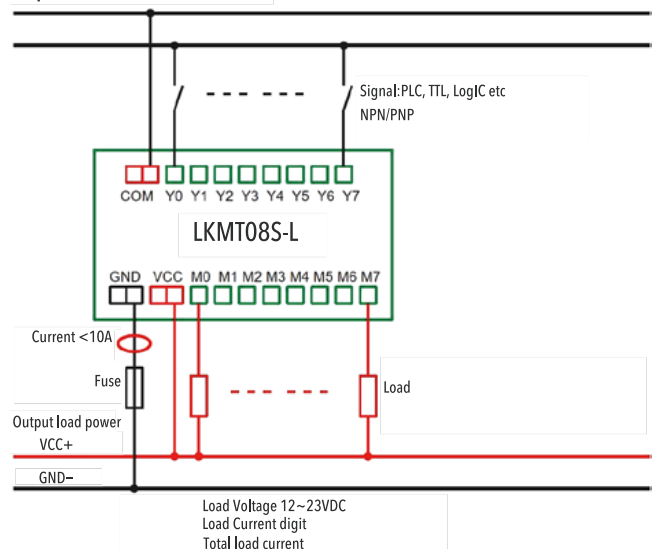 Signal:PLC, TTL, LogIC etc
NPN/PNP
COM Y0 Y1 Y2 Y3 Y4 Y5 Y6 Y7
LKMT08S-L
GND VCC M0 M1 M2 M3 M4 M5 M6 M7
Current <10A
Fuse
Load
Output load power
VCC+
GND−
Load Voltage 12~23VDC
Load Current digit
Total load current